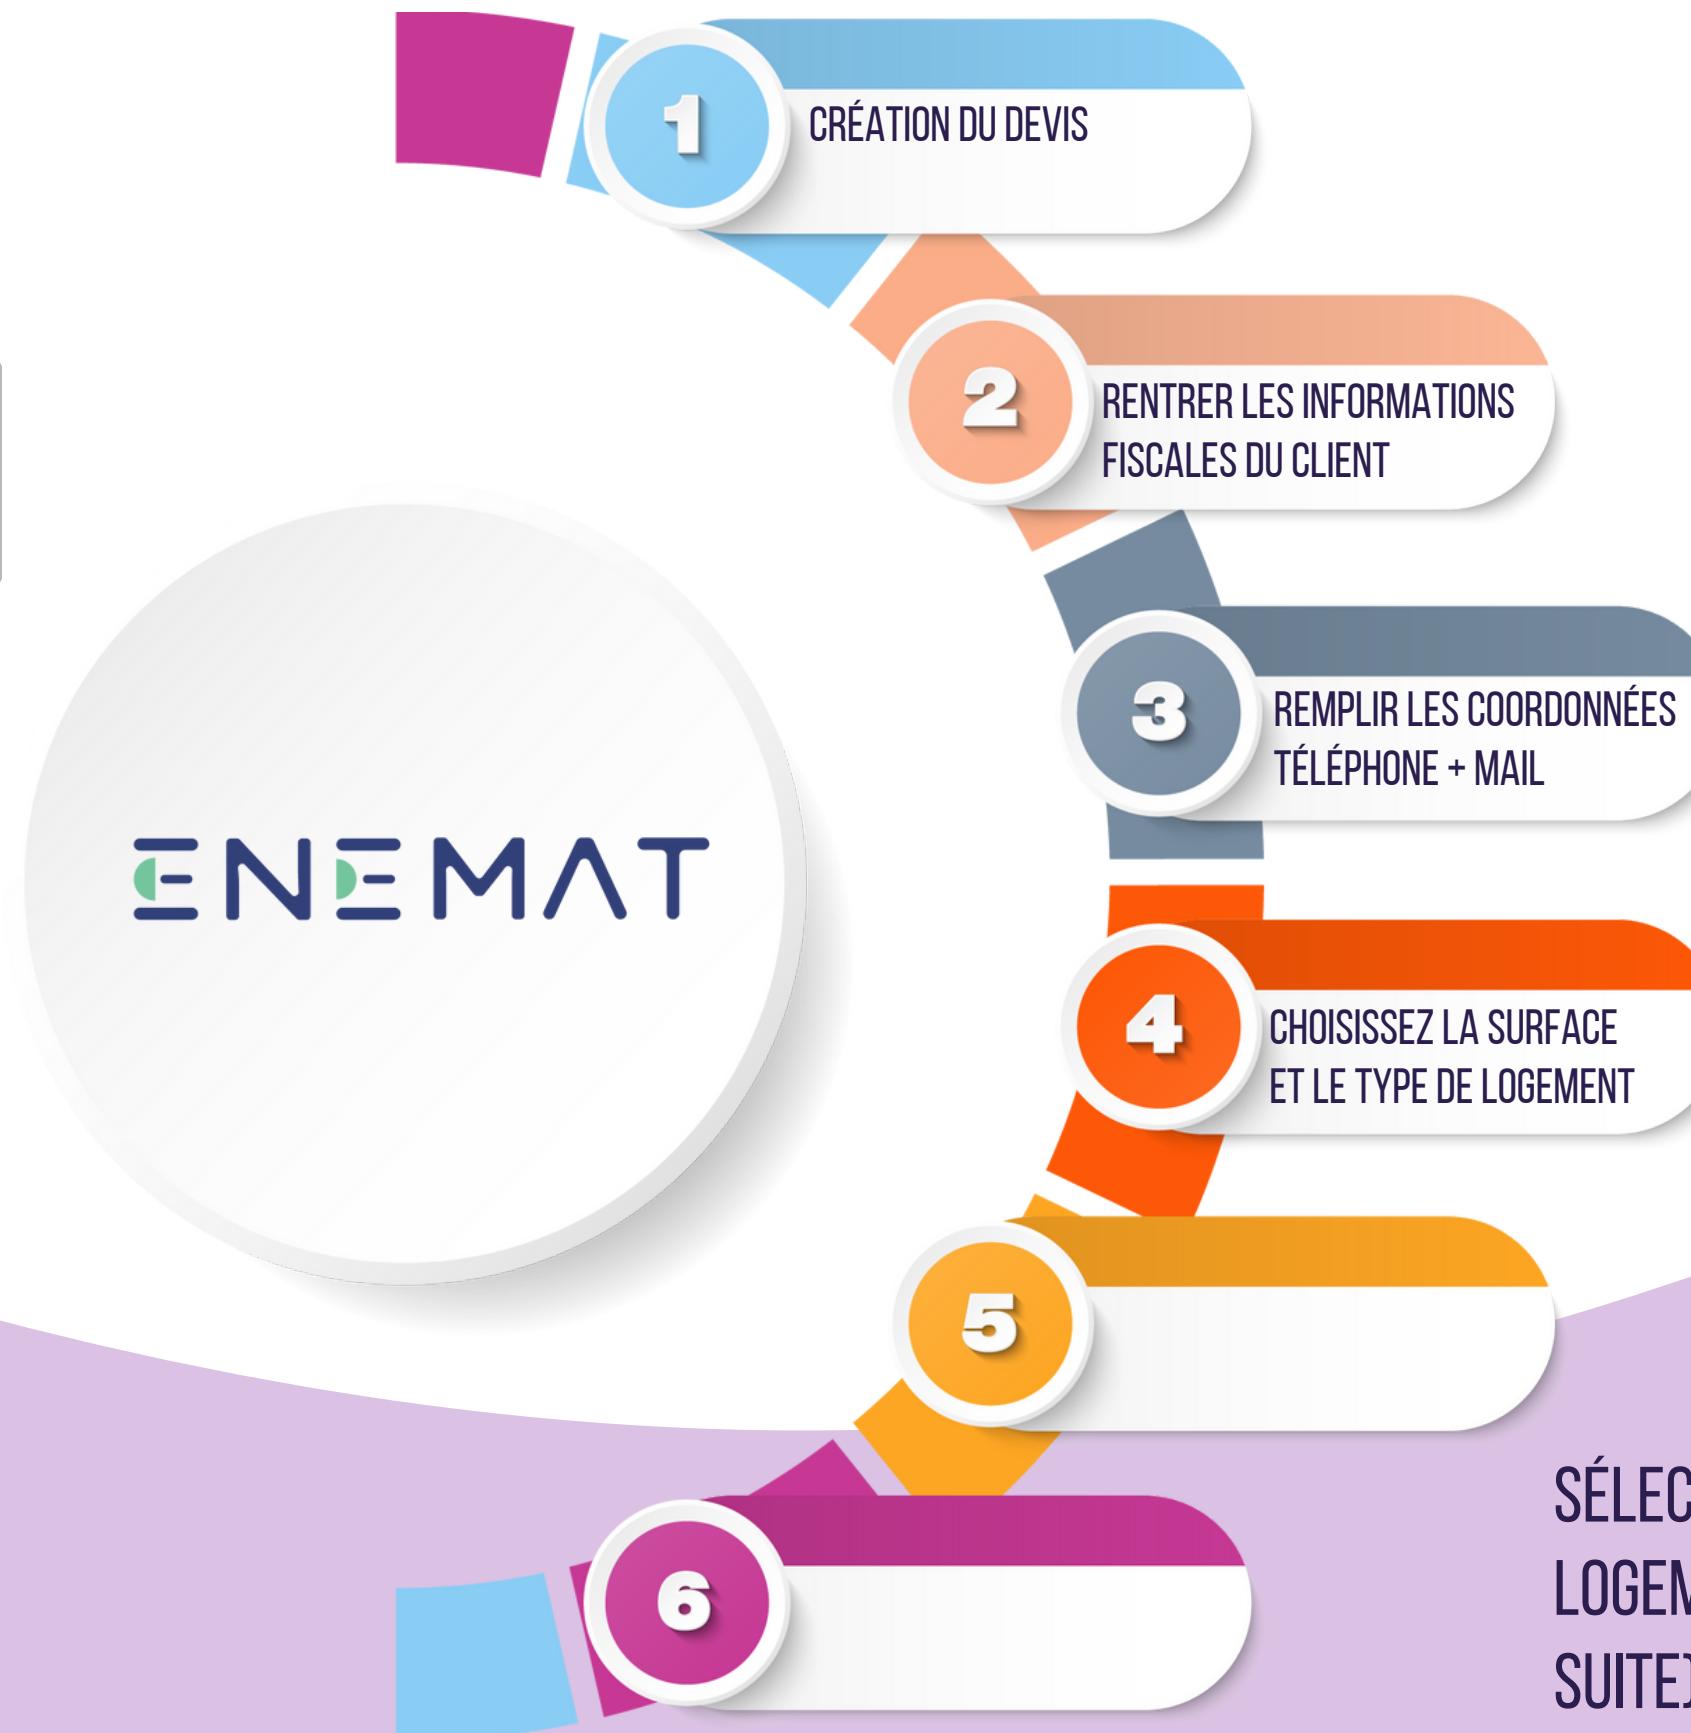 1
CRÉATION DU DEVIS
2
RENTRER LES INFORMATIONS
FISCALES DU CLIENT
3
REMPLIR LES COORDONNÉES
TÉLÉPHONE + MAIL
ENEMAT
4
CHOISISSEZ LA SURFACE
ET LE TYPE DE LOGEMENT
5
6